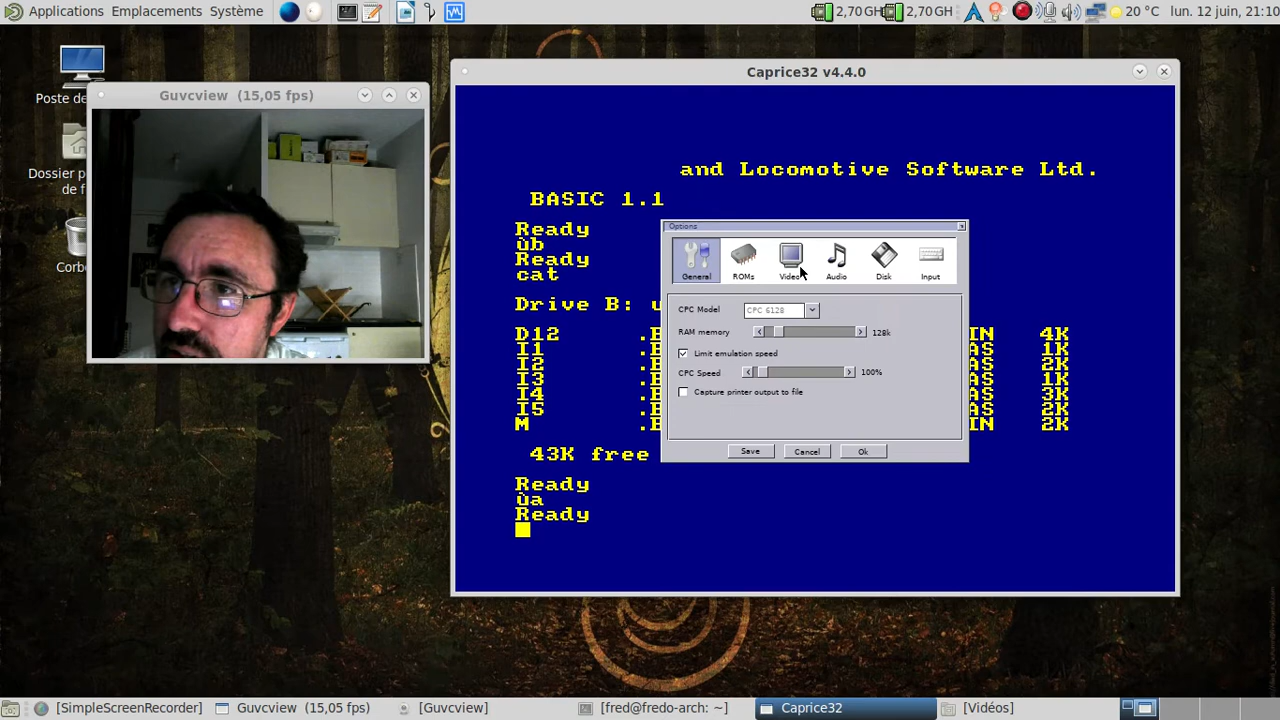 Applications Emplacements Système 2,70 GH 2,70 GH 20 °C lun. 12 juin, 21:10
Poste de
Dossier p
de f
Corbe
Guvcview (15,05 fps)
Caprice32 v4.4.0
and Locomotive Software Ltd.
BASIC 1.1
Ready
ùb
Ready
cat
Drive B: u
D12 .B IN 4K
I1 .B AS 1K
I2 .B AS 2K
I3 .B AS 1K
I4 .B AS 3K
I5 .B AS 2K
M .B IN 2K
43K free
Ready
ùa
Ready
Options
General ROMs Video Audio Disk Input
CPC Model CPC 6128
RAM memory 128k
Limit emulation speed
CPC Speed 100%
Capture printer output to file
Save Cancel Ok
[SimpleScreenRecorder] Guvcview (15,05 fps) [Guvcview] [fred@fredo-arch: ~] Caprice32 [Vidéos]